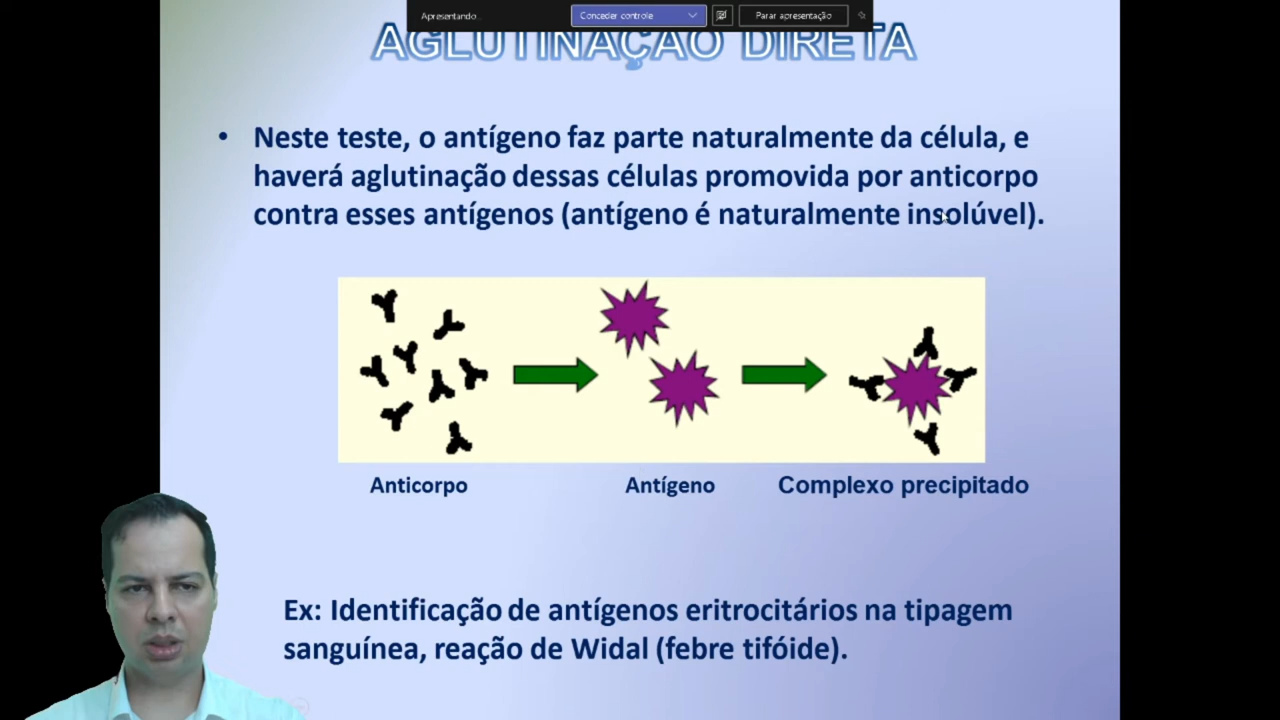 Apresentando...
Conceder controle
Parar apresentação
AGLUTINAÇÃO DIRETA
• Neste teste, o antígeno faz parte naturalmente da célula, e
haverá aglutinação dessas células promovida por anticorpo
contra esses antígenos (antígeno é naturalmente insolúvel).
Anticorpo
Antígeno
Complexo precipitado
Ex: Identificação de antígenos eritrocitários na tipagem
sanguínea, reação de Widal (febre tifóide).